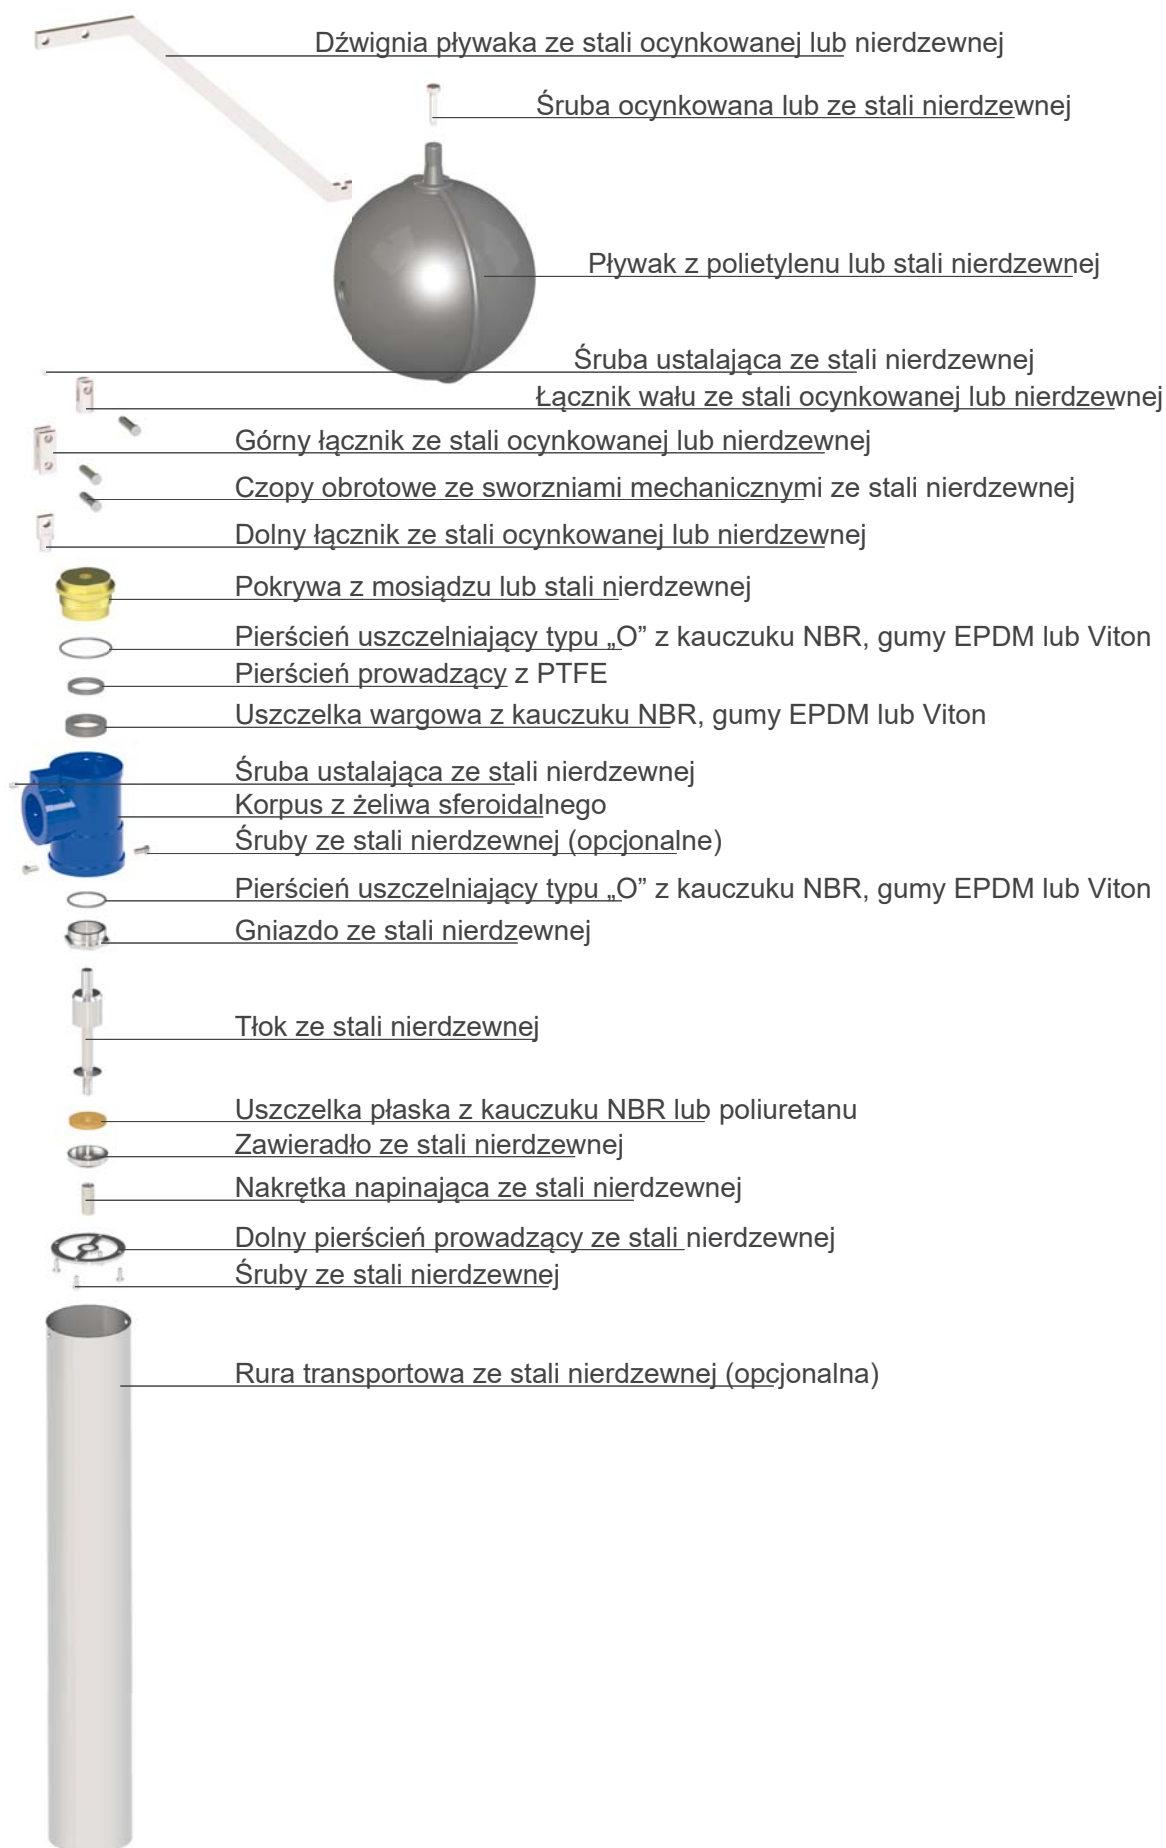 Dźwignia pływaka ze stali ocynkowanej lub nierdzewnej
Śruba ocynkowana lub ze stali nierdzewnej
Pływak z polietylenu lub stali nierdzewnej
Śruba ustalająca ze stali nierdzewnej
Łącznik wału ze stali ocynkowanej lub nierdzewnej
Górny łącznik ze stali ocynkowanej lub nierdzewnej
Czopy obrotowe ze sworzniami mechanicznymi ze stali nierdzewnej
Dolny łącznik ze stali ocynkowanej lub nierdzewnej
Pokrywa z mosiądzu lub stali nierdzewnej
Pierścień uszczelniający typu „O” z kauczuku NBR, gumy EPDM lub Viton
Pierścień prowadzący z PTFE
Uszczelka wargowa z kauczuku NBR, gumy EPDM lub Viton
Śruba ustalająca ze stali nierdzewnej
Korpus z żeliwa sferoidalnego
Śruby ze stali nierdzewnej (opcjonalne)
Pierścień uszczelniający typu „O” z kauczuku NBR, gumy EPDM lub Viton
Gniazdo ze stali nierdzewnej
Tłok ze stali nierdzewnej
Uszczelka płaska z kauczuku NBR lub poliuretanu
Zawieradło ze stali nierdzewnej
Nakrętka napinająca ze stali nierdzewnej
Dolny pierścień prowadzący ze stali nierdzewnej
Śruby ze stali nierdzewnej
Rura transportowa ze stali nierdzewnej (opcjonalna)